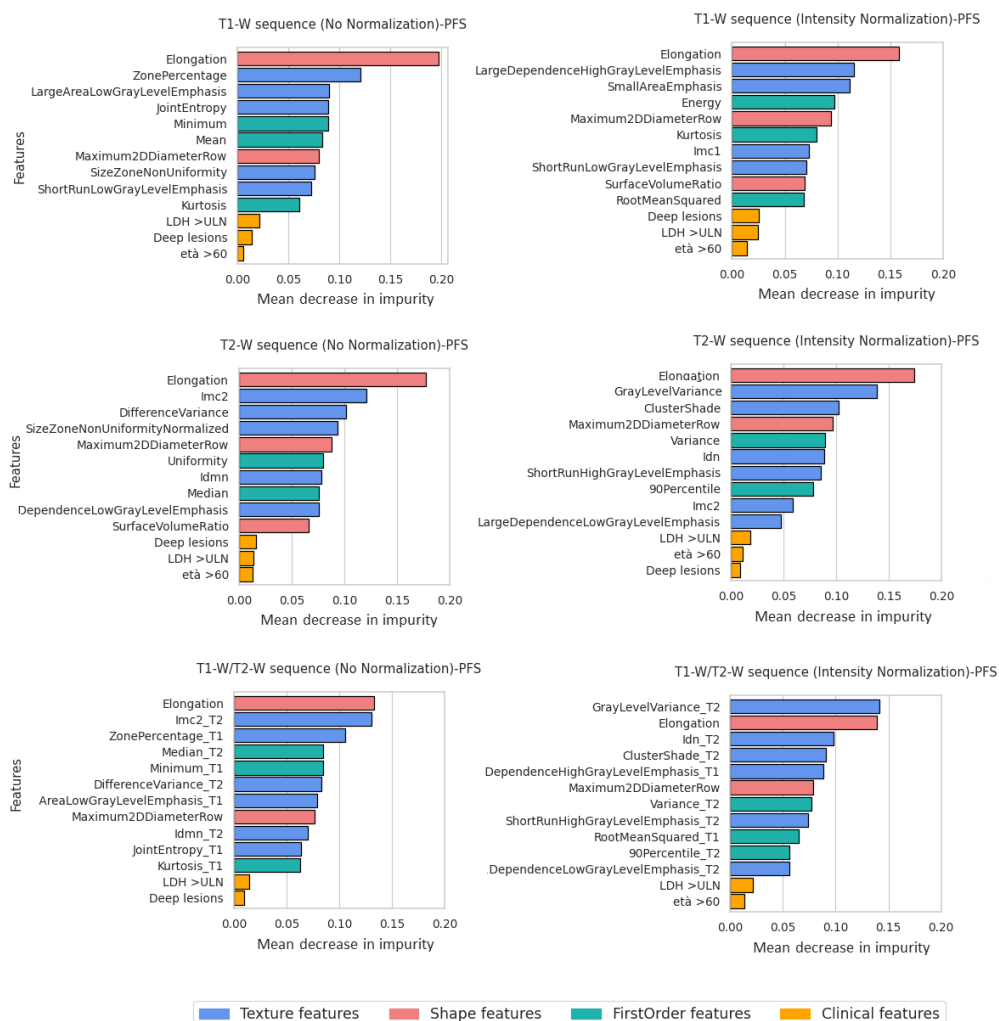 T1-W sequence (No Normalization)-PFS
Features
Elongation
ZonePercentage
LargeAreaLowGrayLevelEmphasis
JointEntropy
Minimum
Mean
Maximum2DDiameterRow
SizeZoneNonUniformity
ShortRunLowGrayLevelEmphasis
Kurtosis
LDH >ULN
Deep lesions
età >60
0.00 0.05 0.10 0.15 0.20
Mean decrease in impurity
T1-W sequence (Intensity Normalization)-PFS
Elongation
LargeDependenceHighGrayLevelEmphasis
SmallAreaEmphasis
Energy
Maximum2DDiameterRow
Kurtosis
Imc1
ShortRunLowGrayLevelEmphasis
SurfaceVolumeRatio
RootMeanSquared
Deep lesions
LDH >ULN
età >60
0.00 0.05 0.10 0.15 0.20
Mean decrease in impurity
T2-W sequence (No Normalization)-PFS
Features
Elongation
Imc2
DifferenceVariance
SizeZoneNonUniformityNormalized
Maximum2DDiameterRow
Uniformity
Idmn
Median
DependenceLowGrayLevelEmphasis
SurfaceVolumeRatio
Deep lesions
LDH >ULN
età >60
0.00 0.05 0.10 0.15 0.20
Mean decrease in impurity
T2-W sequence (Intensity Normalization)-PFS
Elongation
GrayLevelVariance
ClusterShade
Maximum2DDiameterRow
Variance
Idn
ShortRunHighGrayLevelEmphasis
90Percentile
Imc2
LargeDependenceLowGrayLevelEmphasis
LDH >ULN
età >60
Deep lesions
0.00 0.05 0.10 0.15 0.20
Mean decrease in impurity
T1-W/T2-W sequence (No Normalization)-PFS
Features
Elongation
Imc2_T2
ZonePercentage_T1
Median_T2
Minimum_T1
DifferenceVariance_T2
AreaLowGrayLevelEmphasis_T1
Maximum2DDiameterRow
Idmn_T2
JointEntropy_T1
Kurtosis_T1
LDH >ULN
Deep lesions
0.00 0.05 0.10 0.15 0.20
Mean decrease in impurity
T1-W/T2-W sequence (Intensity Normalization)-PFS
GrayLevelVariance_T2
Elongation
Idn_T2
ClusterShade_T2
DependenceHighGrayLevelEmphasis_T1
Maximum2DDiameterRow
Variance_T2
ShortRunHighGrayLevelEmphasis_T2
RootMeanSquared_T1
90Percentile_T2
.DependenceLowGrayLevelEmphasis_T2
LDH >ULN
età >60
0.00 0.05 0.10 0.15 0.20
Mean decrease in impurity
Texture features Shape features FirstOrder features Clinical features